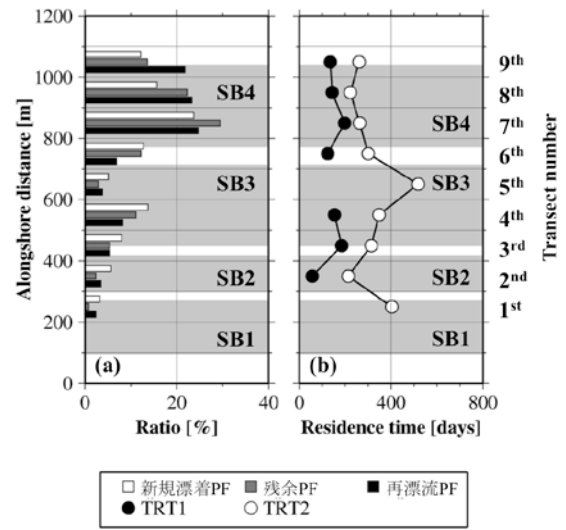 1200
1000
800
600
400
200
0
Alongshore distance [m]
SB4
SB3
SB2
SB1
(a)
0 20 40
Ratio [%]
SB4
SB3
SB2
SB1
(b)
0 400 800
Residence time [days]
9th
8th
7th
6th
5th
4th
3rd
2nd
1st
Transect number
新規漂着PF 残余PF 再漂流PF
TRT1 TRT2